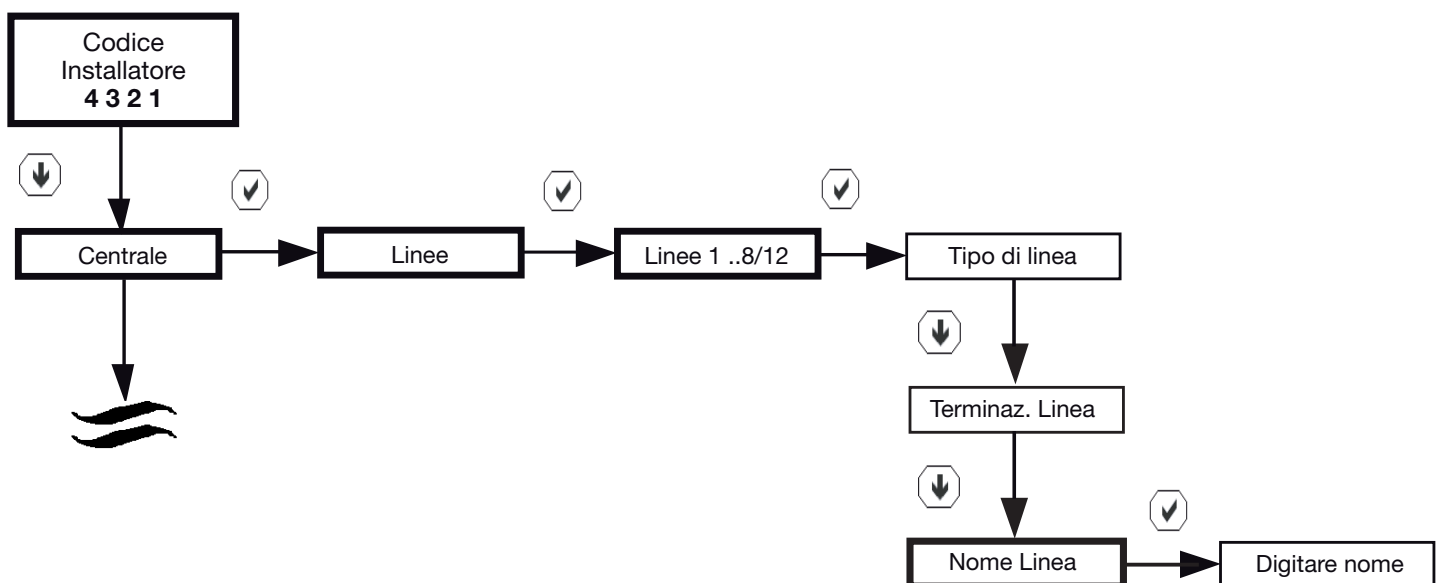 Codice
Installatore
4 3 2 1
Centrale
Linee
Linee 1 ..8/12
Tipo di linea
Terminaz. Linea
Nome Linea
Digitare nome